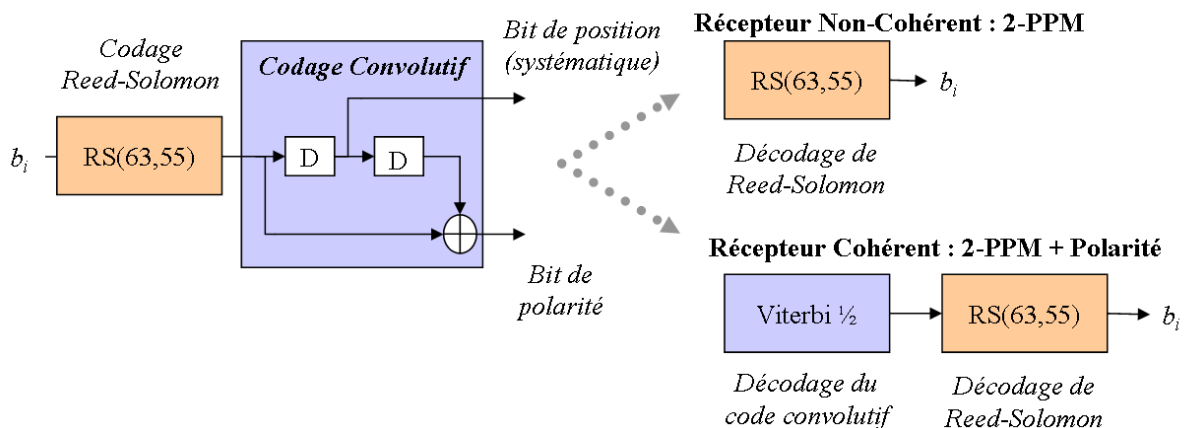 Codage
Reed-Solomon
b_i
RS(63,55)
Codage Convolutif
D
D
Bit de position
(systématique)
Bit de
polarité
Récepteur Non-Cohérent : 2-PPM
RS(63,55)
b_i
Décodage de
Reed-Solomon
Récepteur Cohérent : 2-PPM + Polarité
Viterbi ½
RS(63,55)
b_i
Décodage du
code convolutif
Décodage de
Reed-Solomon